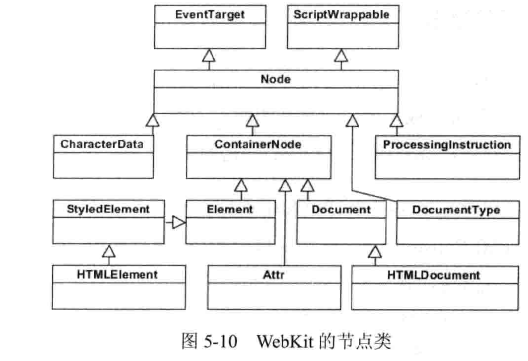 EventTarget ScriptWrappable
Node
CharacterData ContainerNode ProcessingInstruction
StyledElement Element Document DocumentType
HTMLElement Attr HTMLDocument
图 5-10 WebKit 的节点类